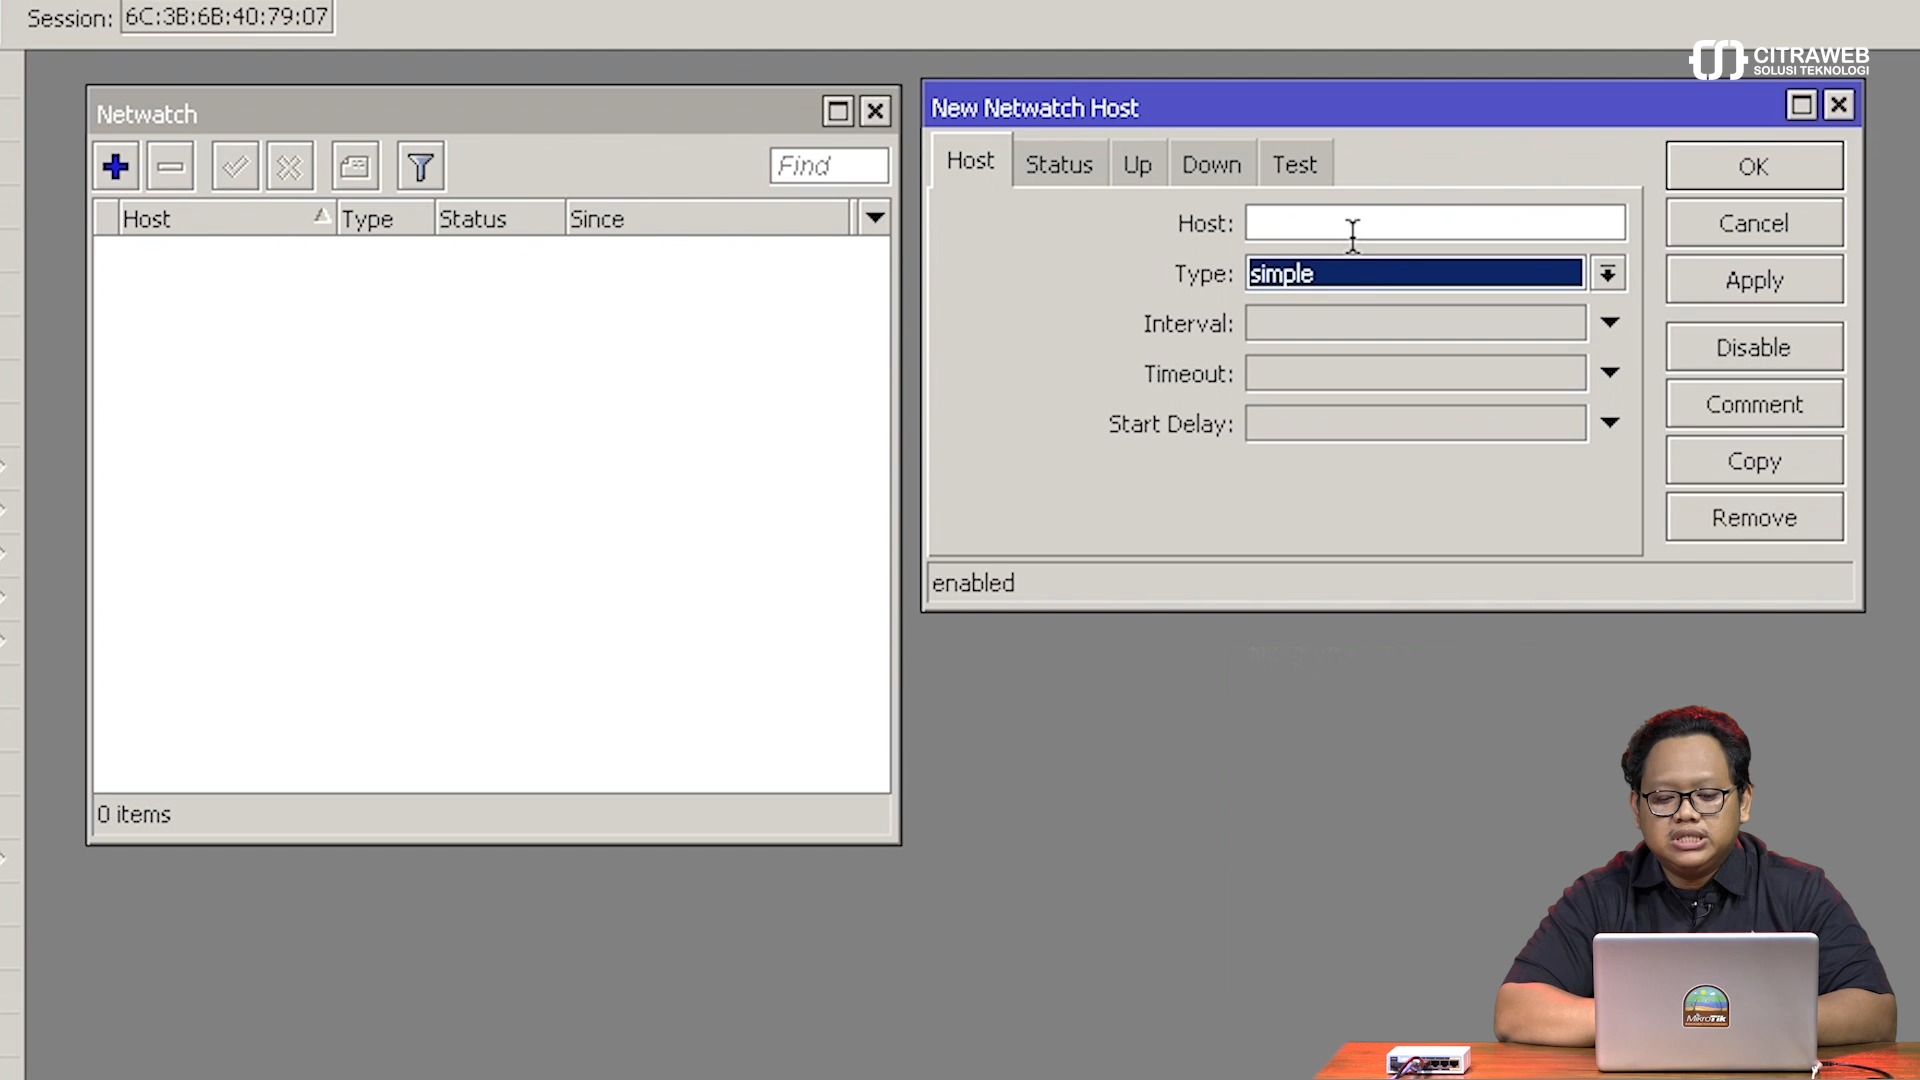 Session: 6C:3B:6B:40:79:07
CITRAWEB
SOLUSI TEKNOLOGI
Netwatch
Find
Host Type Status Since
0 items
New Netwatch Host
Host Status Up Down Test
Host:
Type: simple
Interval:
Timeout:
Start Delay:
OK
Cancel
Apply
Disable
Comment
Copy
Remove
enabled
MikroTik